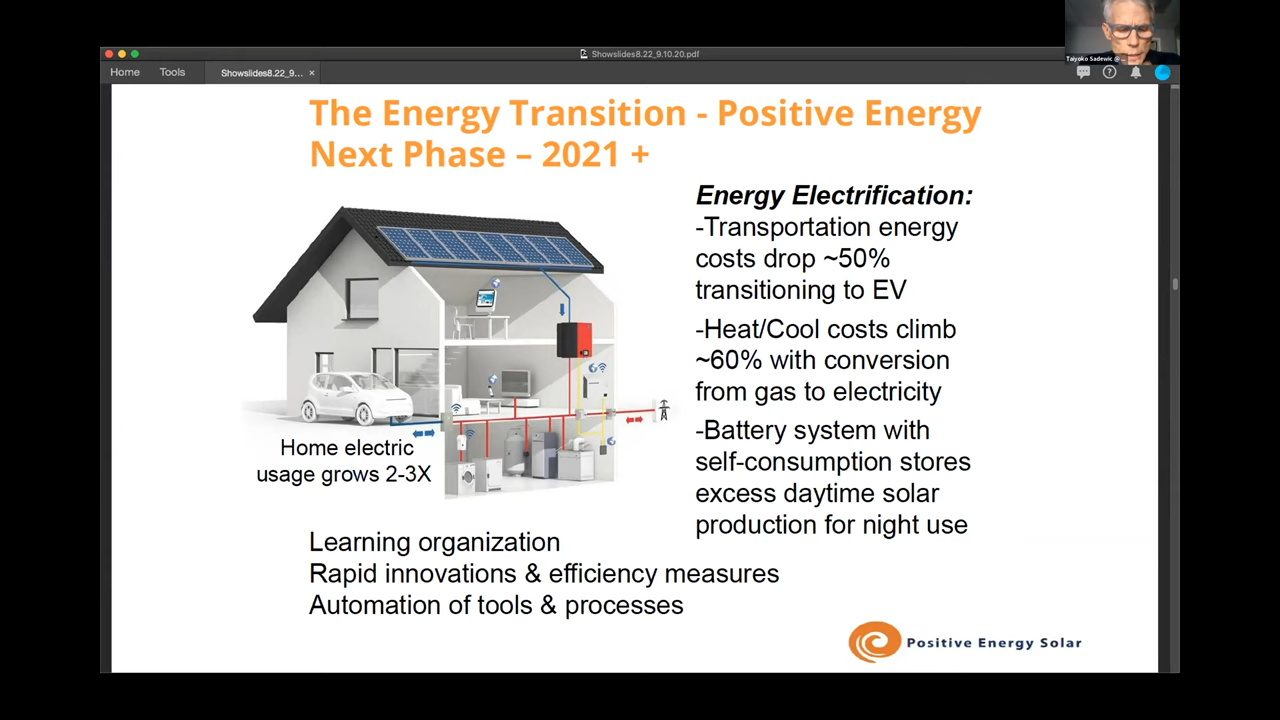 Showslides8.22_9.10.20.pdf
Taiyoko Sadewic @ ...
Home
Tools
Showslides8.22_9...
×
The Energy Transition - Positive Energy
Next Phase – 2021 +
Energy Electrification:
-Transportation energy
costs drop ~50%
transitioning to EV
-Heat/Cool costs climb
~60% with conversion
from gas to electricity
-Battery system with
self-consumption stores
excess daytime solar
production for night use
Home electric
usage grows 2-3X
Learning organization
Rapid innovations & efficiency measures
Automation of tools & processes
Positive Energy Solar